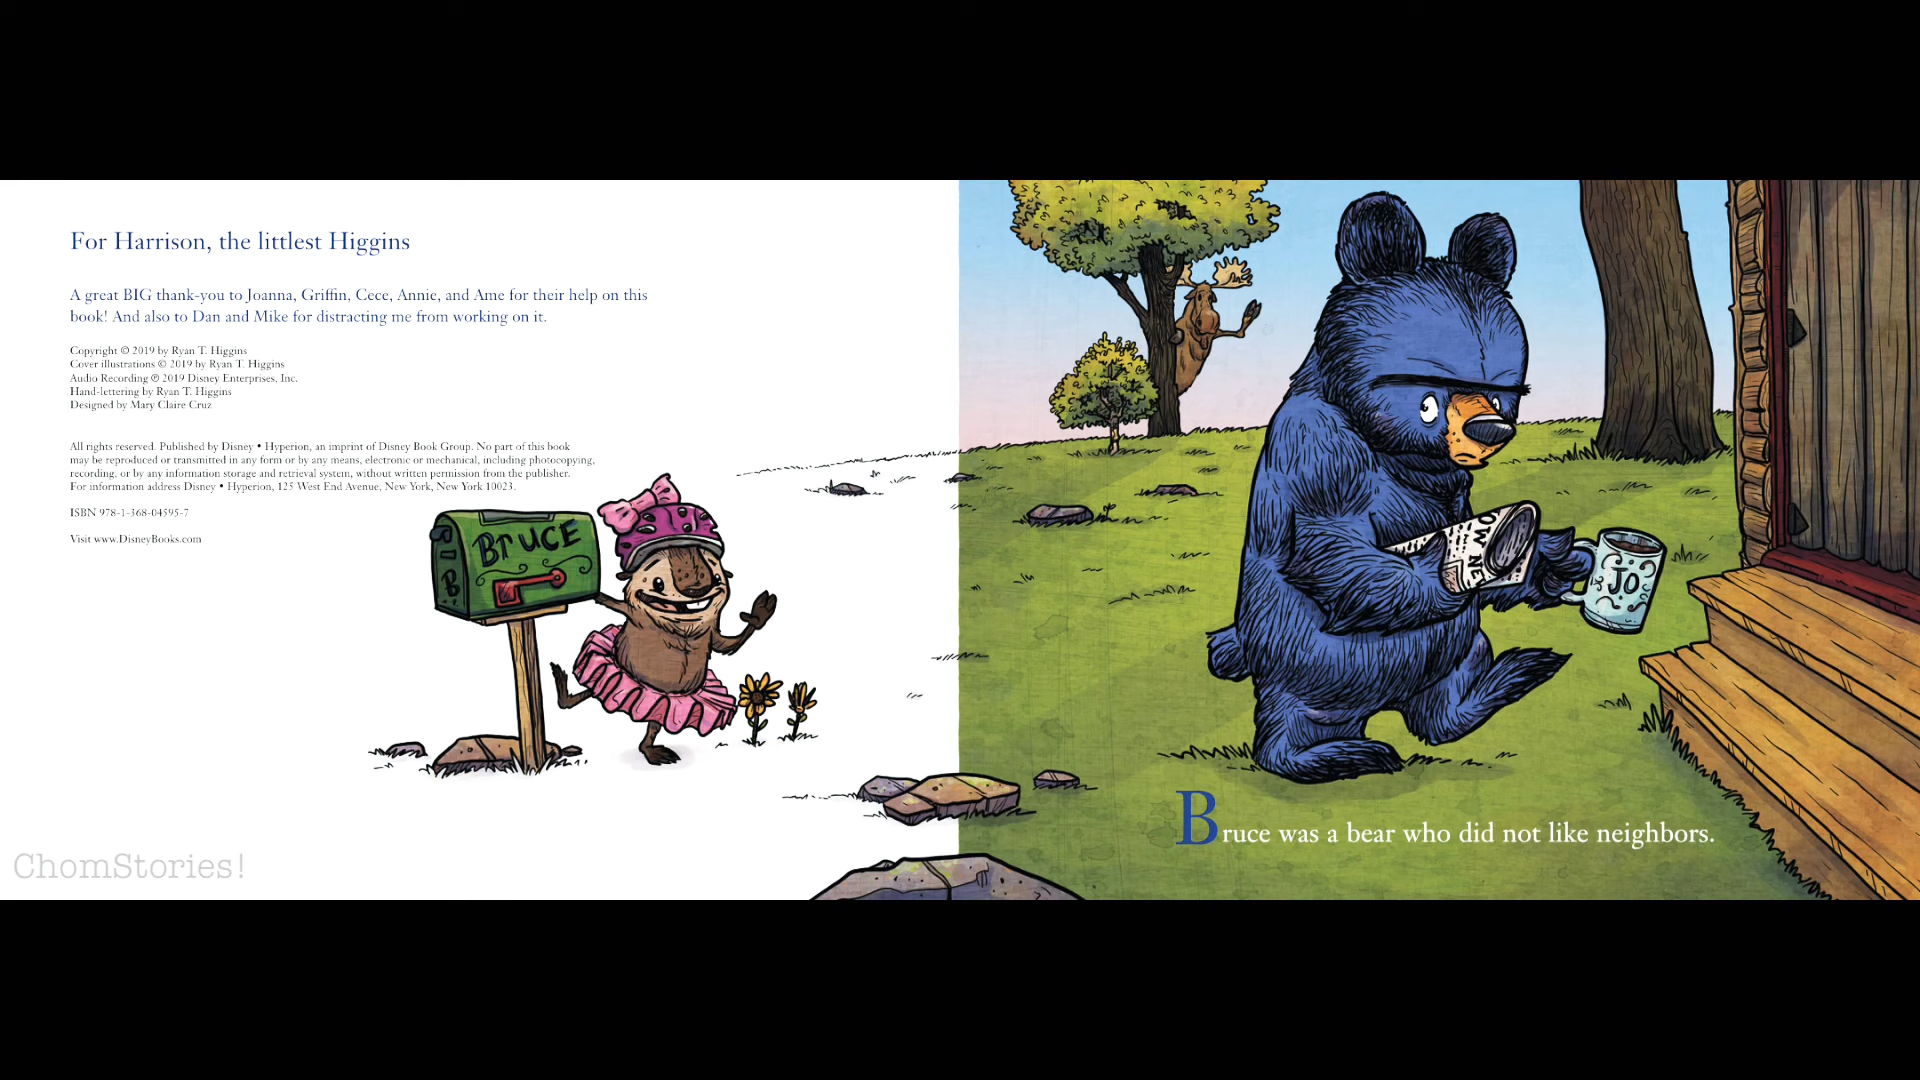 For Harrison, the littlest Higgins
A great BIG thank-you to Joanna, Griffin, Cece, Annie, and Ame for their help on this
book! And also to Dan and Mike for distracting me from working on it.
Copyright © 2019 by Ryan T. Higgins
Cover illustrations © 2019 by Ryan T. Higgins
Audio Recording ℗ 2019 Disney Enterprises, Inc.
Hand-lettering by Ryan T. Higgins
Designed by Mary Claire Cruz
All rights reserved. Published by Disney • Hyperion, an imprint of Disney Book Group. No part of this book
may be reproduced or transmitted in any form or by any means, electronic or mechanical, including photocopying,
recording, or by any information storage and retrieval system, without written permission from the publisher.
For information address Disney • Hyperion, 125 West End Avenue, New York, New York 10023.
ISBN 978-1-368-04595-7
Visit www.DisneyBooks.com
BrUCE
B
OW NE
JO
Bruce was a bear who did not like neighbors.
ChomStories!